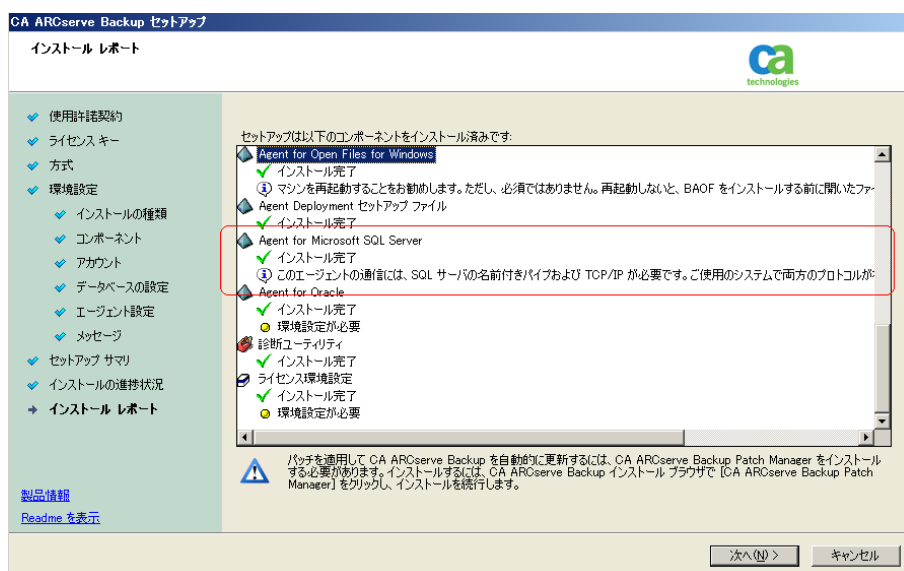 CA ARCserve Backup セットアップ
インストール レポート
ca
technologies
使用許諾契約
ライセンス キー
方式
環境設定
インストールの種類
コンポーネント
アカウント
データベースの設定
エージェント設定
メッセージ
セットアップ サマリ
インストールの進捗状況
インストール レポート
製品情報
Readme を表示
セットアップは以下のコンポーネントをインストール済みです:
Agent for Open Files for Windows
インストール完了
マシンを再起動することをお勧めします。ただし、必須ではありません。再起動しないと、BAOF をインストールする前に開いたファ
Agent Deployment セットアップ ファイル
インストール完了
Agent for Microsoft SQL Server
インストール完了
このエージェントの通信には、SQL サーバの名前付きパイプおよび TCP/IP が必要です。ご使用のシステムで両方のプロトコルが
Agent for Oracle
インストール完了
環境設定が必要
診断ユーティリティ
インストール完了
ライセンス環境設定
インストール完了
環境設定が必要
パッチを適用して CA ARCserve Backup を自動的に更新するには、CA ARCserve Backup Patch Manager をインストール
する必要があります。インストールするには、CA ARCserve Backup インストール ブラウザで [CA ARCserve Backup Patch
Manager] をクリックし、インストールを続行します。
次へ(N) >
キャンセル